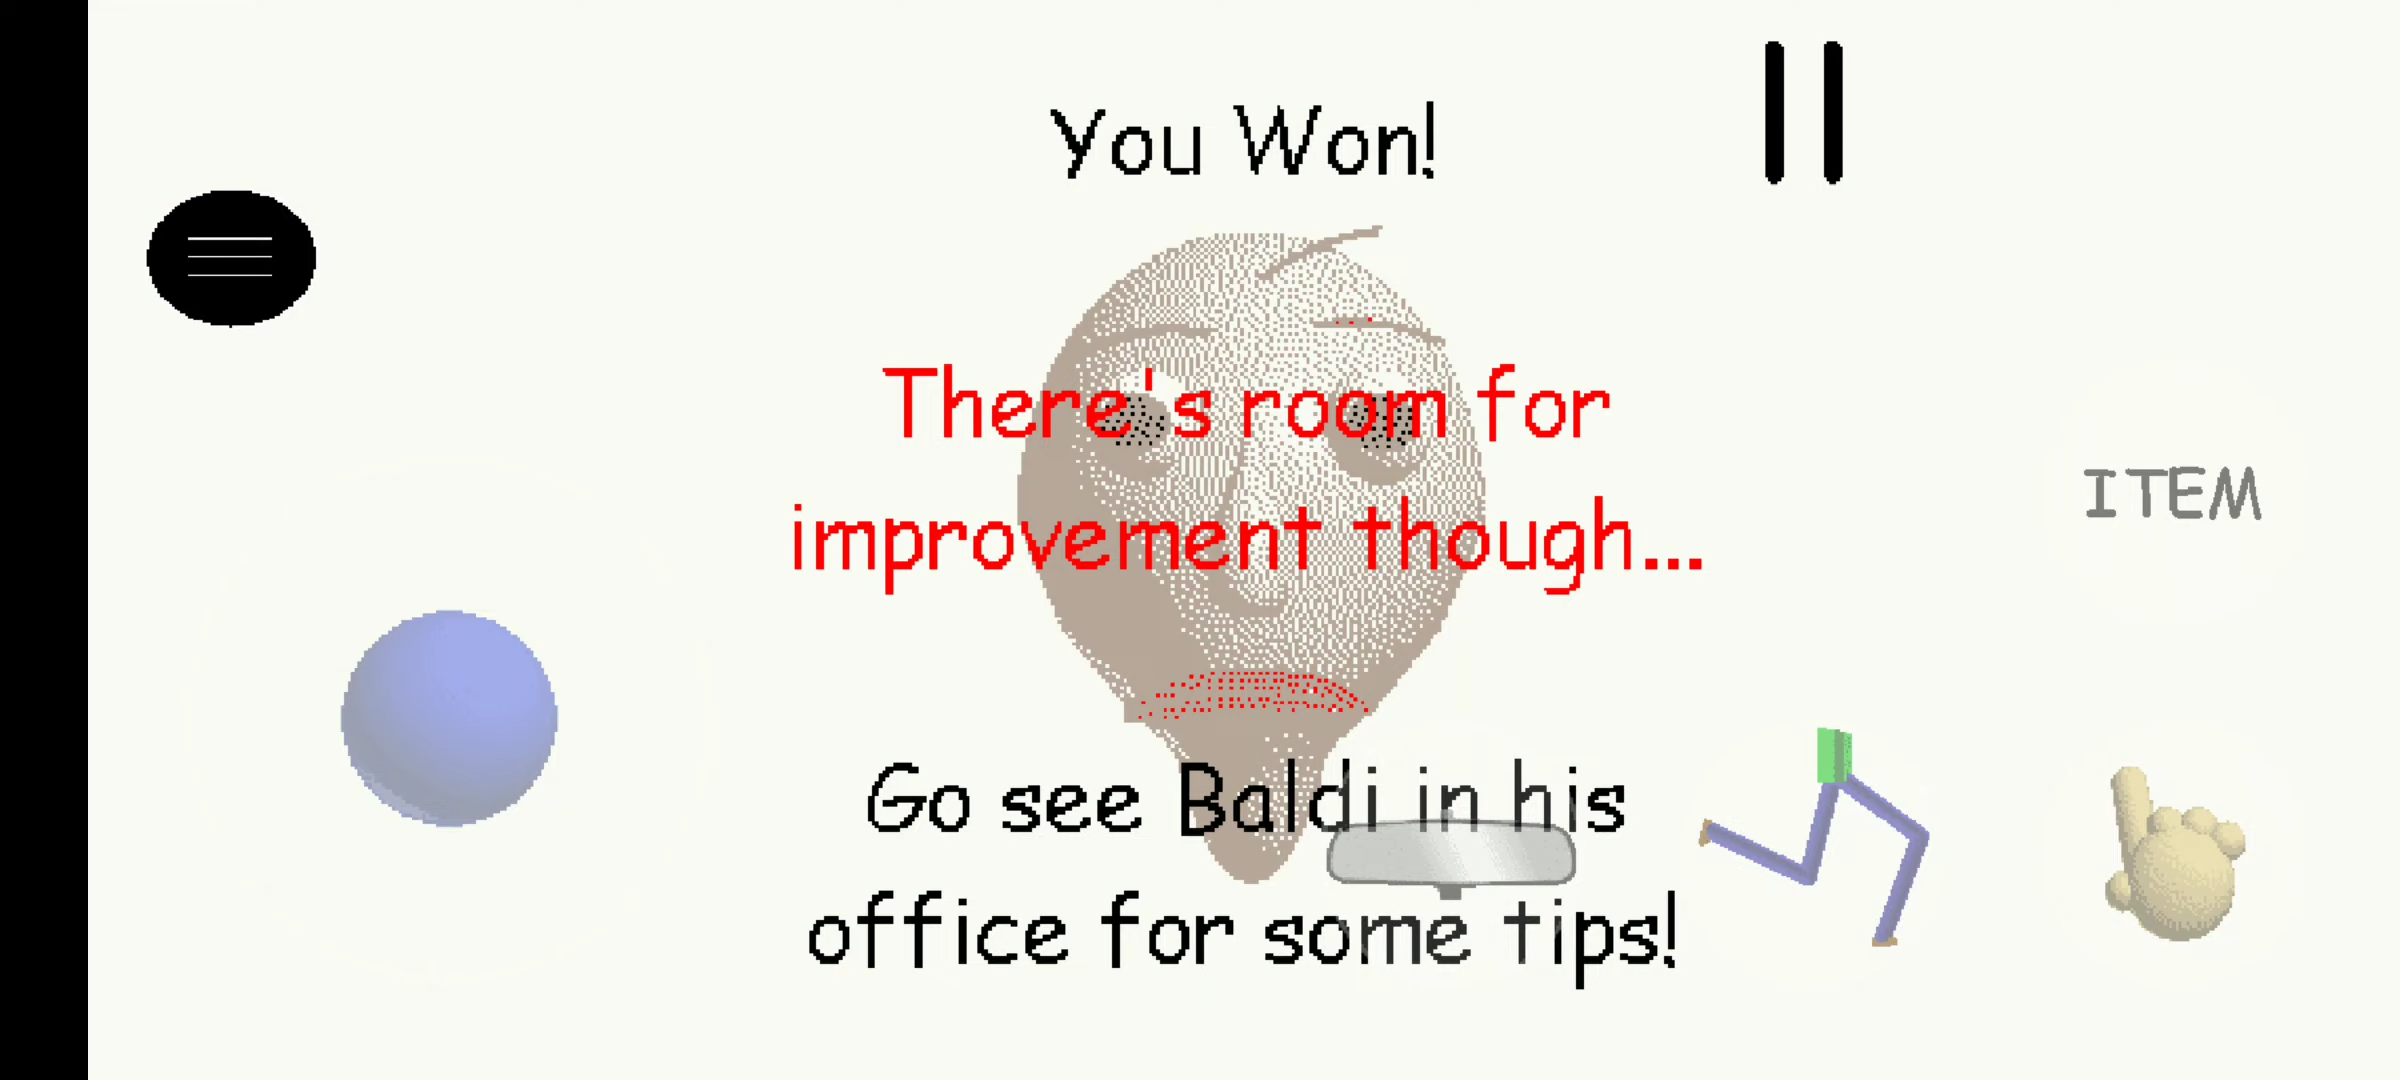 You Won!
There's room for
improvement though...
ITEM
Go see Baldi in his
office for some tips!